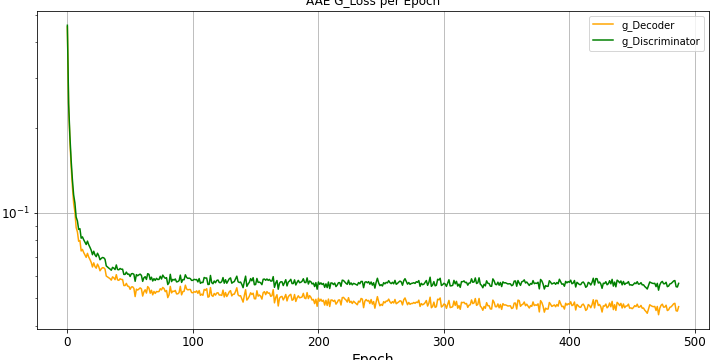 AAE G_Loss per Epoch
g_Decoder
g_Discriminator
10⁻¹
0 100 200 300 400 500
Epoch